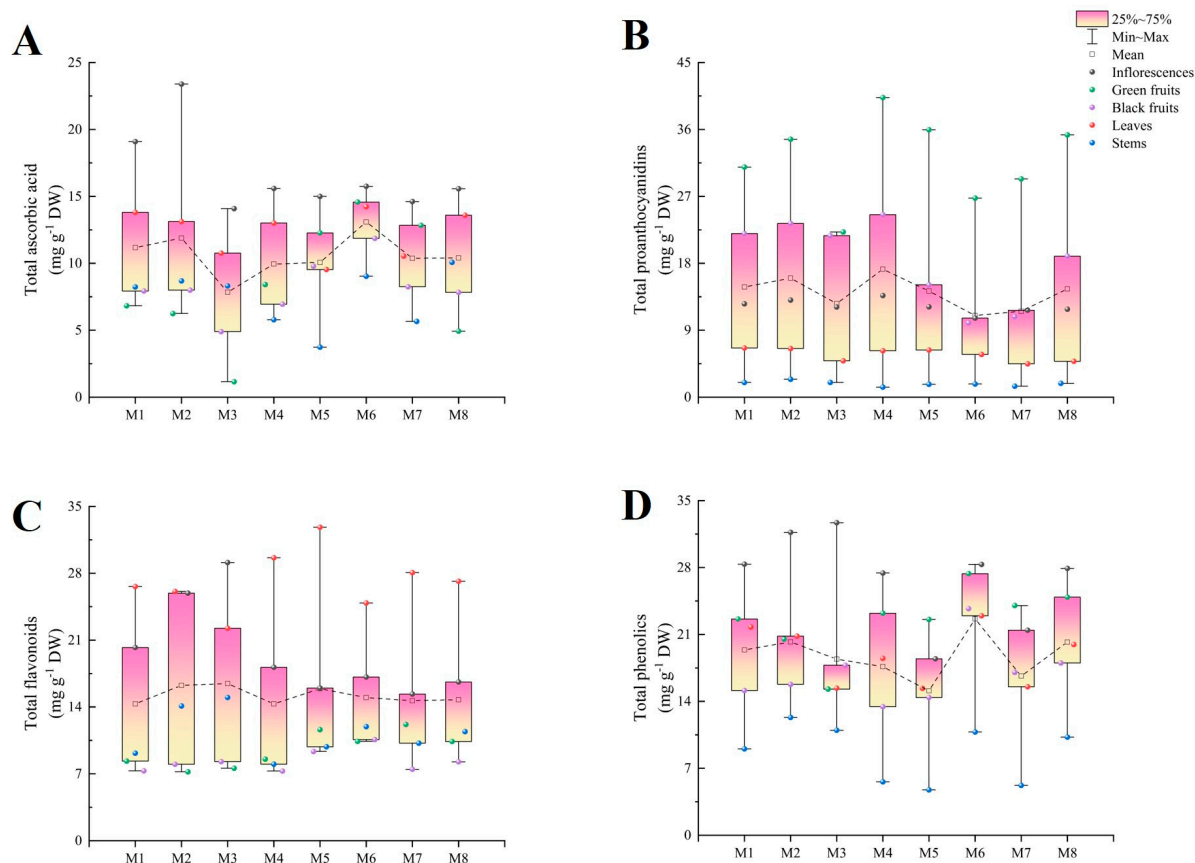 A
Total ascorbic acid
(mg g⁻¹ DW)
25
20
15
10
5
0
M1 M2 M3 M4 M5 M6 M7 M8
B
Total proanthocyanidins
(mg g⁻¹ DW)
45
36
27
18
9
0
M1 M2 M3 M4 M5 M6 M7 M8
25%~75%
Min~Max
Mean
Inflorescences
Green fruits
Black fruits
Leaves
Stems
C
Total flavonoids
(mg g⁻¹ DW)
35
28
21
14
7
0
M1 M2 M3 M4 M5 M6 M7 M8
D
Total phenolics
(mg g⁻¹ DW)
35
28
21
14
7
0
M1 M2 M3 M4 M5 M6 M7 M8